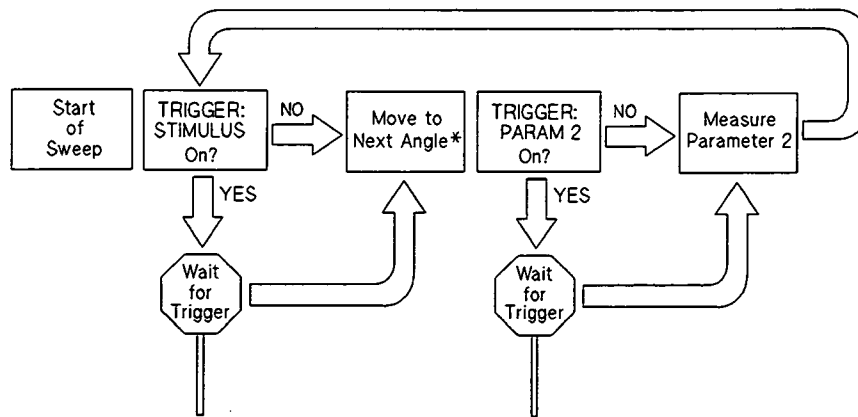 Start
of
Sweep
TRIGGER:
STIMULUS
On?
NO
Move to
Next Angle*
TRIGGER:
PARAM 2
On?
NO
Measure
Parameter 2
YES
YES
Wait
for
Trigger
Wait
for
Trigger